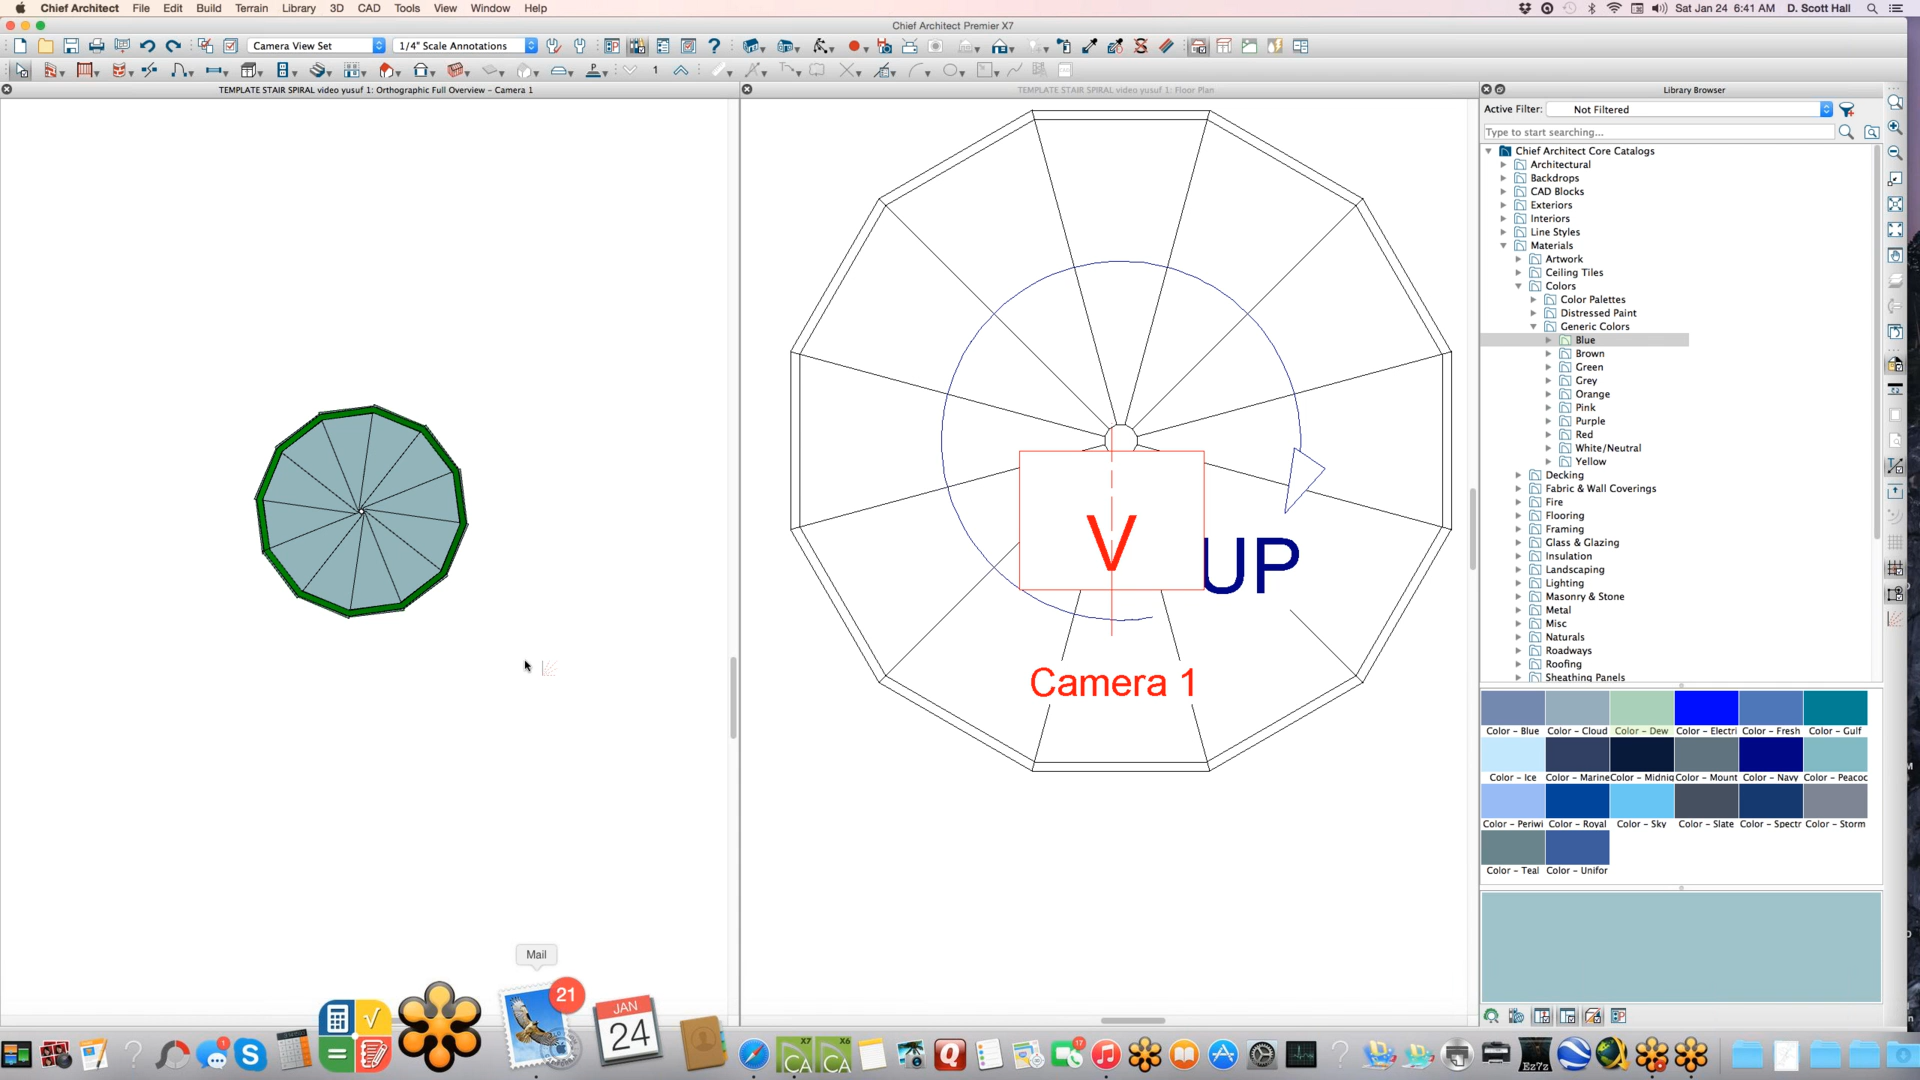 Chief Architect File Edit Build Terrain Library 3D CAD Tools View Window Help
Sat Jan 24 6:41 AM D. Scott Hall
Chief Architect Premier X7
Camera View Set
1/4" Scale Annotations
?
1
TEMPLATE STAIR SPIRAL video yusuf 1: Orthographic Full Overview - Camera 1
TEMPLATE STAIR SPIRAL video yusuf 1: Floor Plan
Library Browser
Active Filter: Not Filtered
Type to start searching...
Chief Architect Core Catalogs
Architectural
Backdrops
CAD Blocks
Exteriors
Interiors
Line Styles
Materials
Artwork
Ceiling Tiles
Colors
Color Palettes
Distressed Paint
Generic Colors
Blue
Brown
Green
Grey
Orange
Pink
Purple
Red
White/Neutral
Yellow
Decking
Fabric & Wall Coverings
Fire
Flooring
Framing
Glass & Glazing
Insulation
Landscaping
Lighting
Masonry & Stone
Metal
Misc
Naturals
Roadways
Roofing
Sheathing Panels
V
UP
Camera 1
Color - Blue Color - Cloud Color - Dew Color - Electri Color - Fresh Color - Gulf
Color - Ice Color - Marine Color - Midnig Color - Mount Color - Navy Color - Peacoc
Color - Periwi Color - Royal Color - Sky Color - Slate Color - Spectr Color - Storm
Color - Teal Color - Unifor
Mail
21
JAN
24
1
X7
CA
X6
CA
17
Ez7z